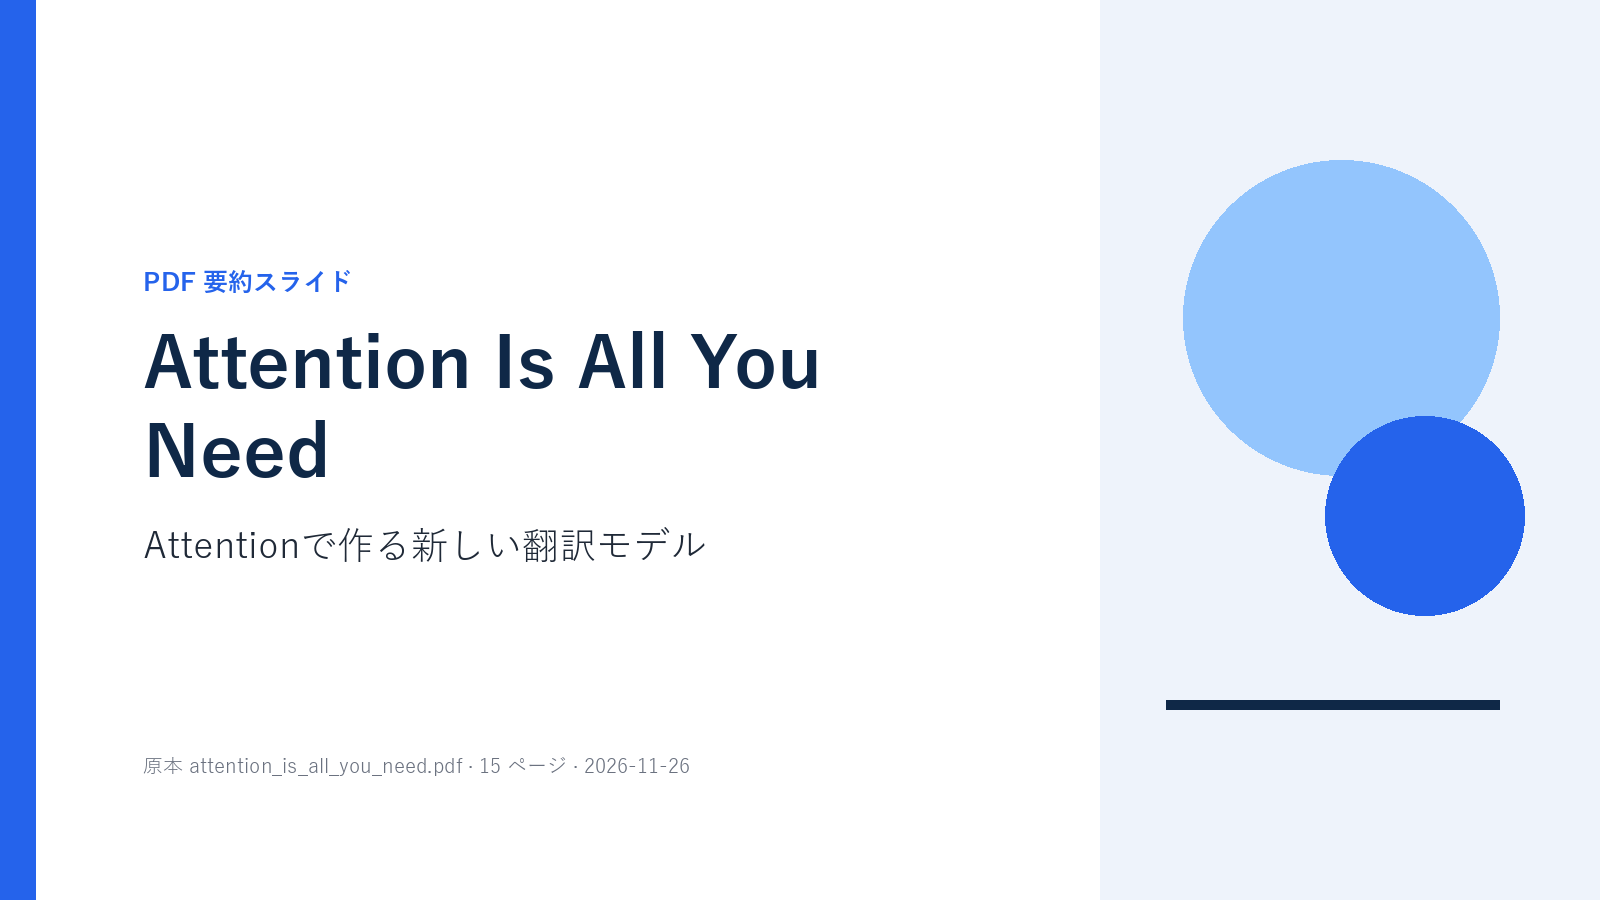 PDF 要約スライド
Attention Is All You
Need
Attentionで作る新しい翻訳モデル
原本 attention_is_all_you_need.pdf · 15 ページ · 2026-11-26